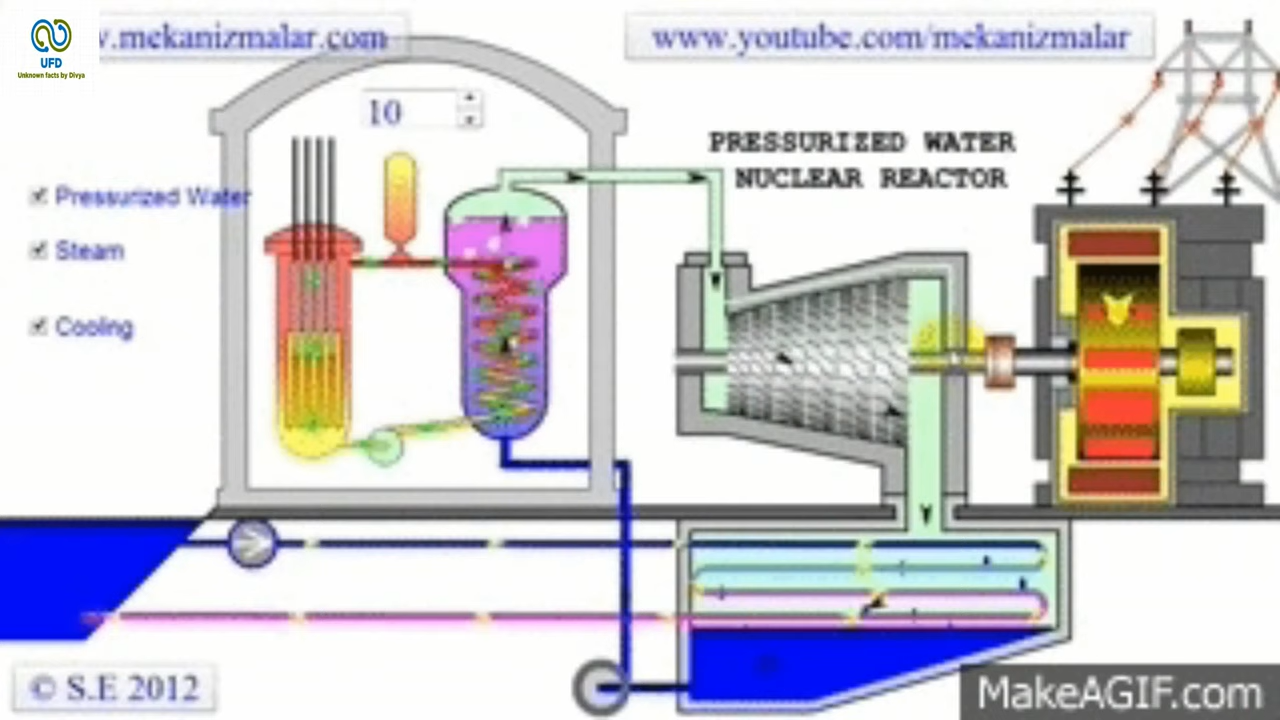 UFD
Unknown facts by Divya
w.mekanizmalar.com
www.youtube.com/mekanizmalar
10
PRESSURIZED WATER
NUCLEAR REACTOR
Pressurized Water
Steam
Cooling
© S.E 2012
MakeAGIF.com